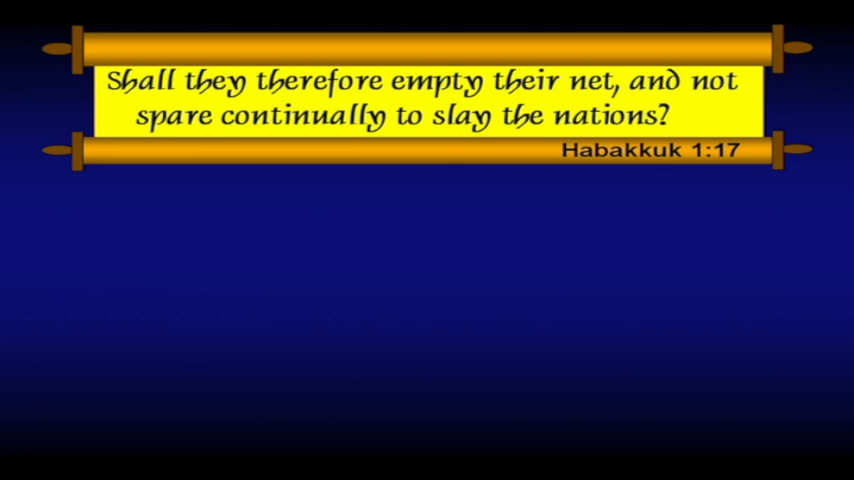 Shall they therefore empty their net, and not
spare continually to slay the nations?
Habakkuk 1:17